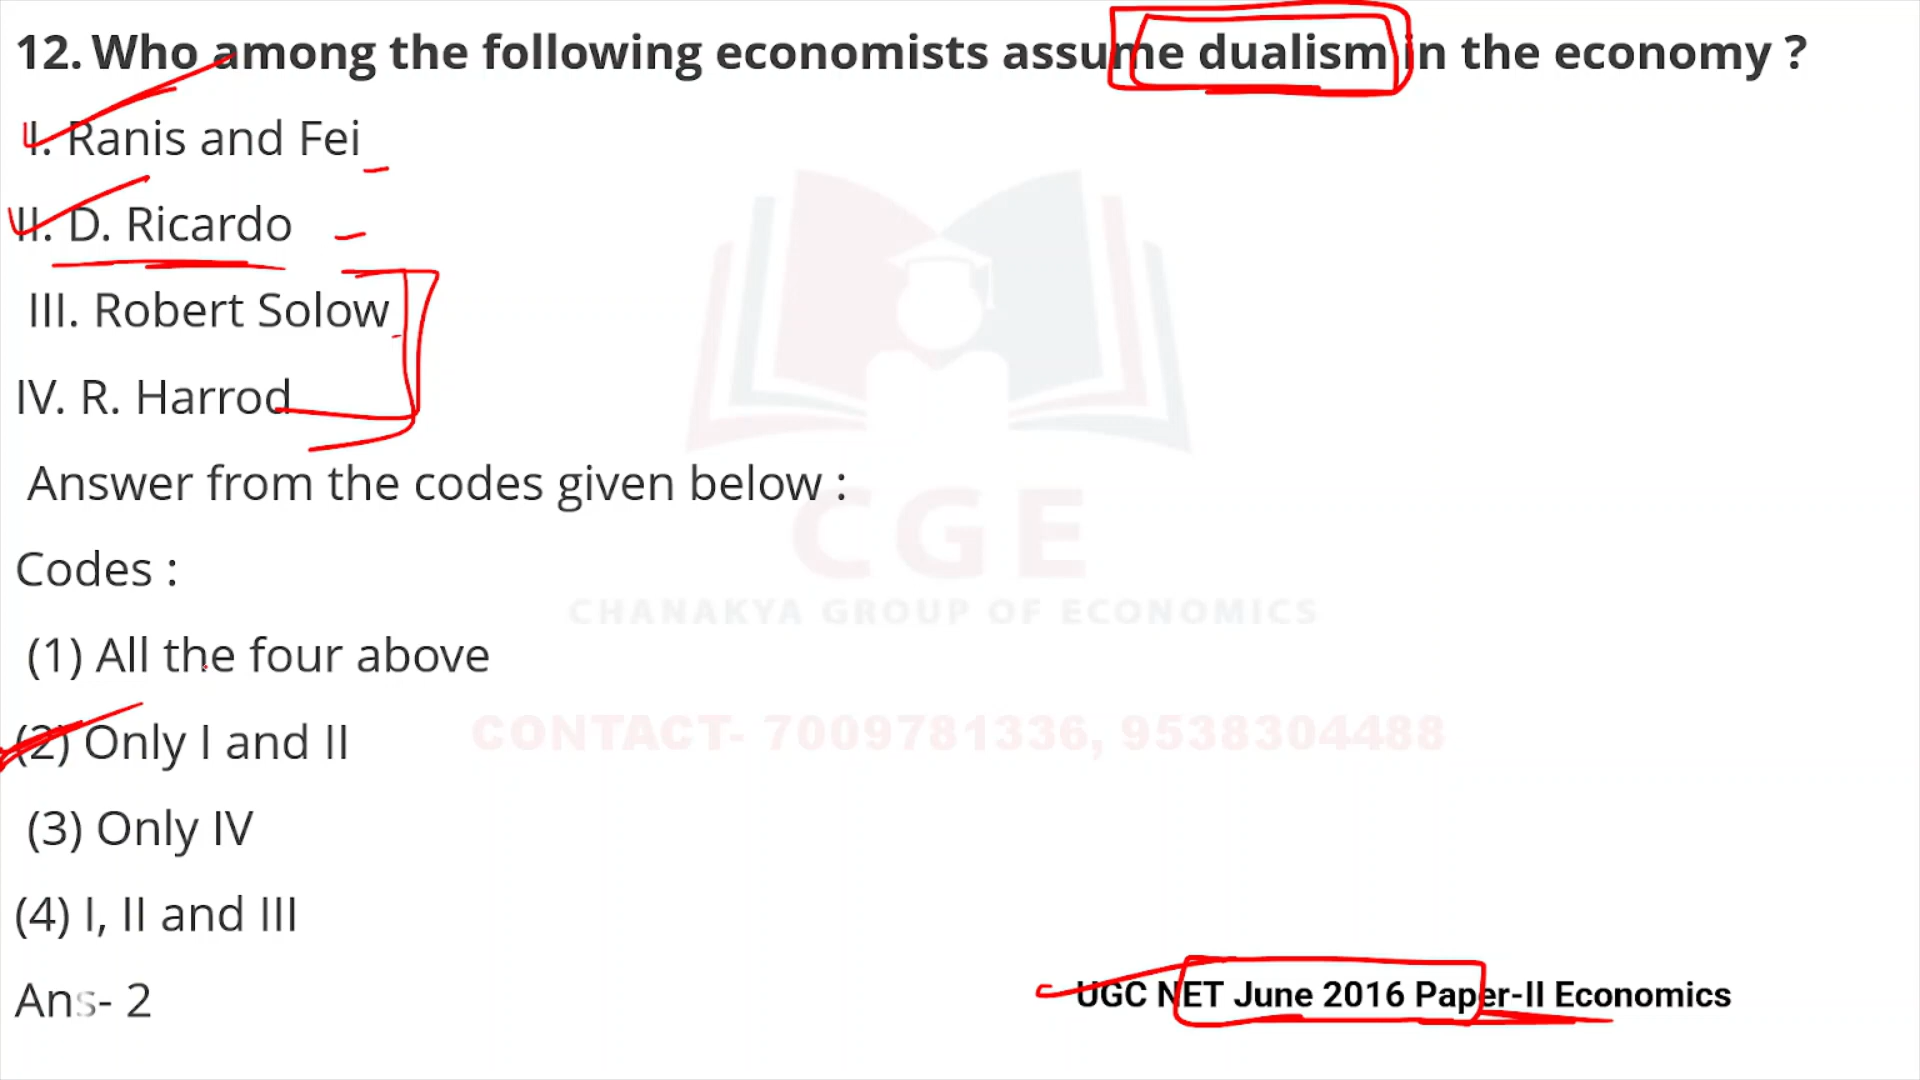 12. Who among the following economists assume dualism in the economy ?
I. Ranis and Fei
II. D. Ricardo
III. Robert Solow
IV. R. Harrod
Answer from the codes given below :
CGE
Codes :
CHANAKYA GROUP OF ECONOMICS
(1) All the four above
(2) Only I and II
CONTACT- 7009781336, 9538304488
(3) Only IV
(4) I, II and III
Ans- 2
UGC NET June 2016 Paper-II Economics